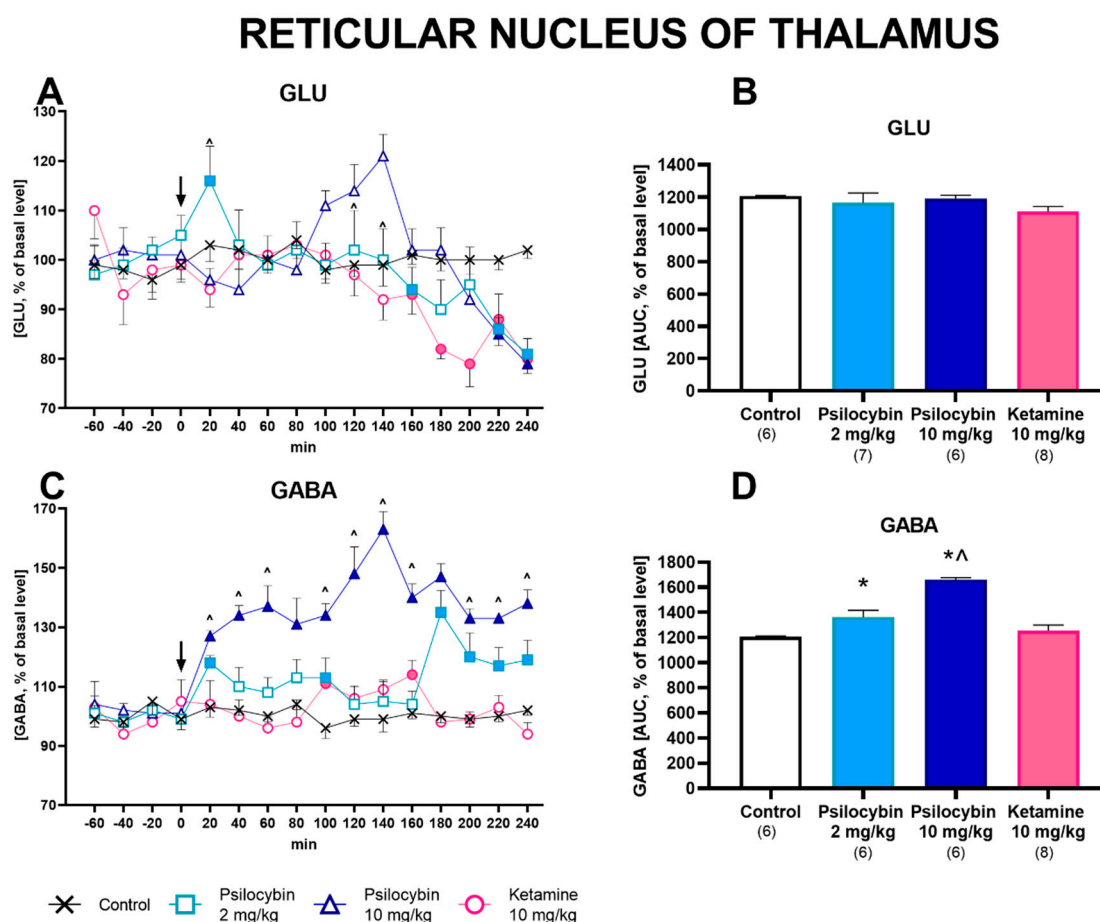 RETICULAR NUCLEUS OF THALAMUS
A
GLU
[GLU, % of basal level]
130
120
110
100
90
80
70
^
^
^
-60 -40 -20 0 20 40 60 80 100 120 140 160 180 200 220 240
min
B
GLU
GLU [AUC, % of basal level]
1400
1200
1000
800
600
400
200
0
Control Psilocybin Psilocybin Ketamine
2 mg/kg 10 mg/kg 10 mg/kg
(6) (7) (6) (8)
C
GABA
[GABA, % of basal level]
170
150
130
110
90
70
^ ^ ^ ^ ^ ^ ^ ^ ^ ^
-60 -40 -20 0 20 40 60 80 100 120 140 160 180 200 220 240
min
D
GABA
GABA [AUC, % of basal level]
1800
1600
1400
1200
1000
800
600
400
200
0
*
*^
Control Psilocybin Psilocybin Ketamine
2 mg/kg 10 mg/kg 10 mg/kg
(6) (6) (6) (8)
Control
Psilocybin
2 mg/kg
Psilocybin
10 mg/kg
Ketamine
10 mg/kg